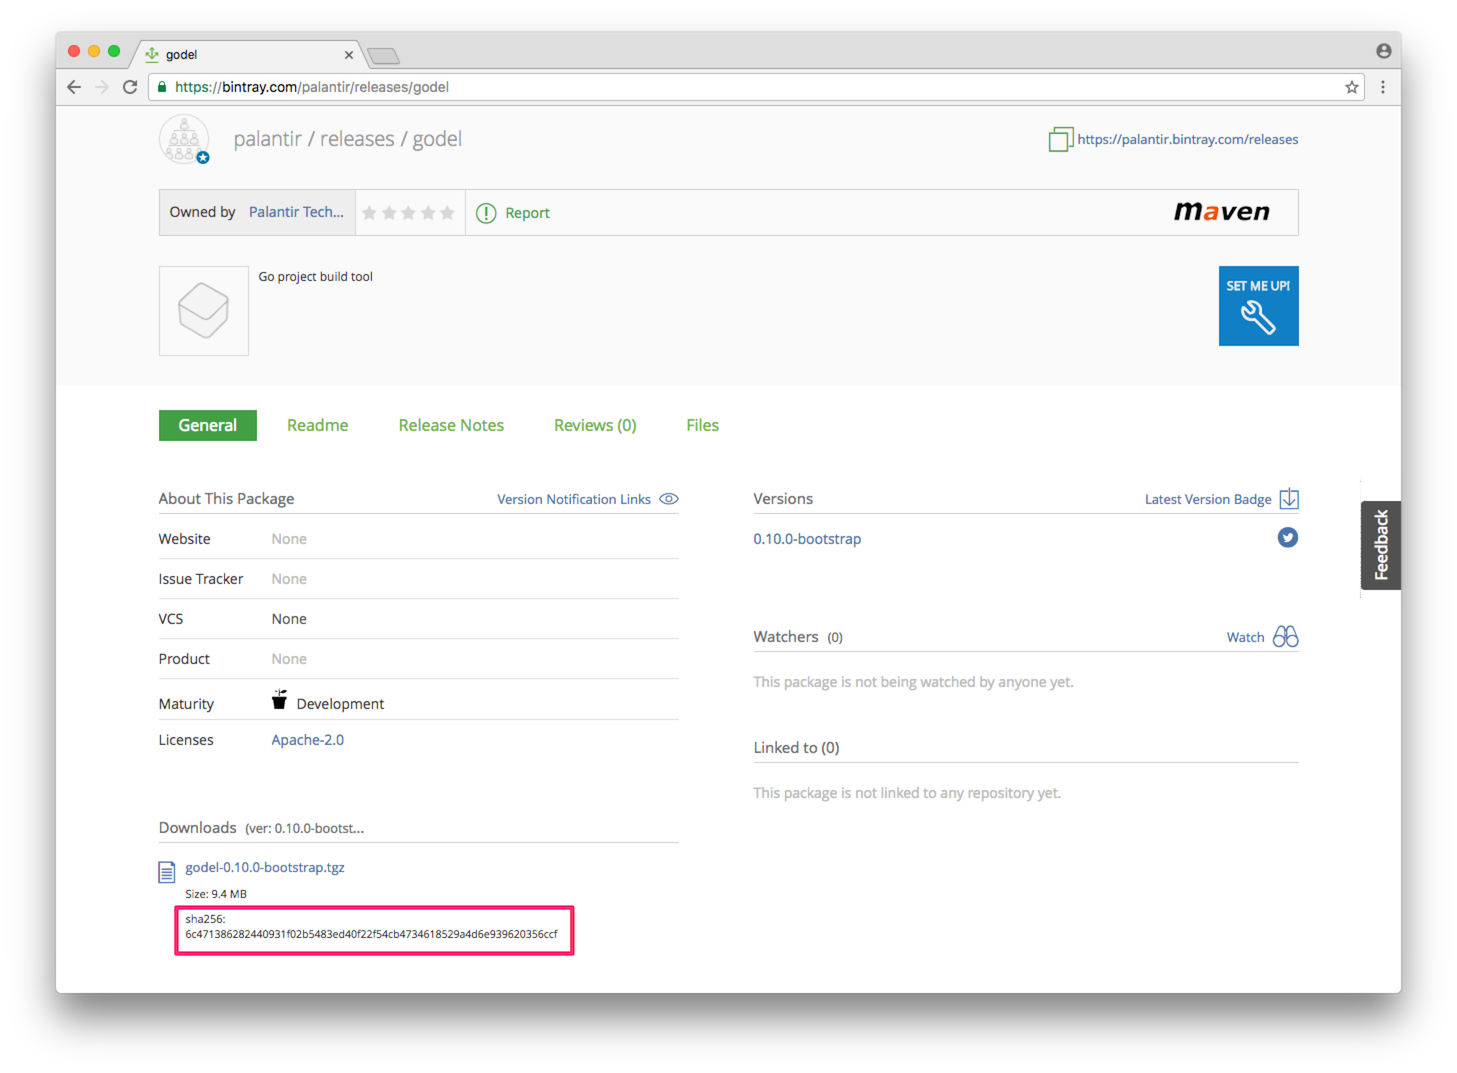 godel
https://bintray.com/palantir/releases/godel
palantir / releases / godel
https://palantir.bintray.com/releases
Owned by Palantir Tech...
Report
maven
Go project build tool
SET ME UP!
General Readme Release Notes Reviews (0) Files
About This Package Version Notification Links
Website None
Issue Tracker None
VCS None
Product None
Maturity Development
Licenses Apache-2.0
Downloads (ver: 0.10.0-bootst...
godel-0.10.0-bootstrap.tgz
Size: 9.4 MB
sha256:
6c471386282440931f02b5483ed40f22f54cb4734618529a4d6e939620356ccf
Versions Latest Version Badge
0.10.0-bootstrap
Watchers (0) Watch
This package is not being watched by anyone yet.
Linked to (0)
This package is not linked to any repository yet.
Feedback